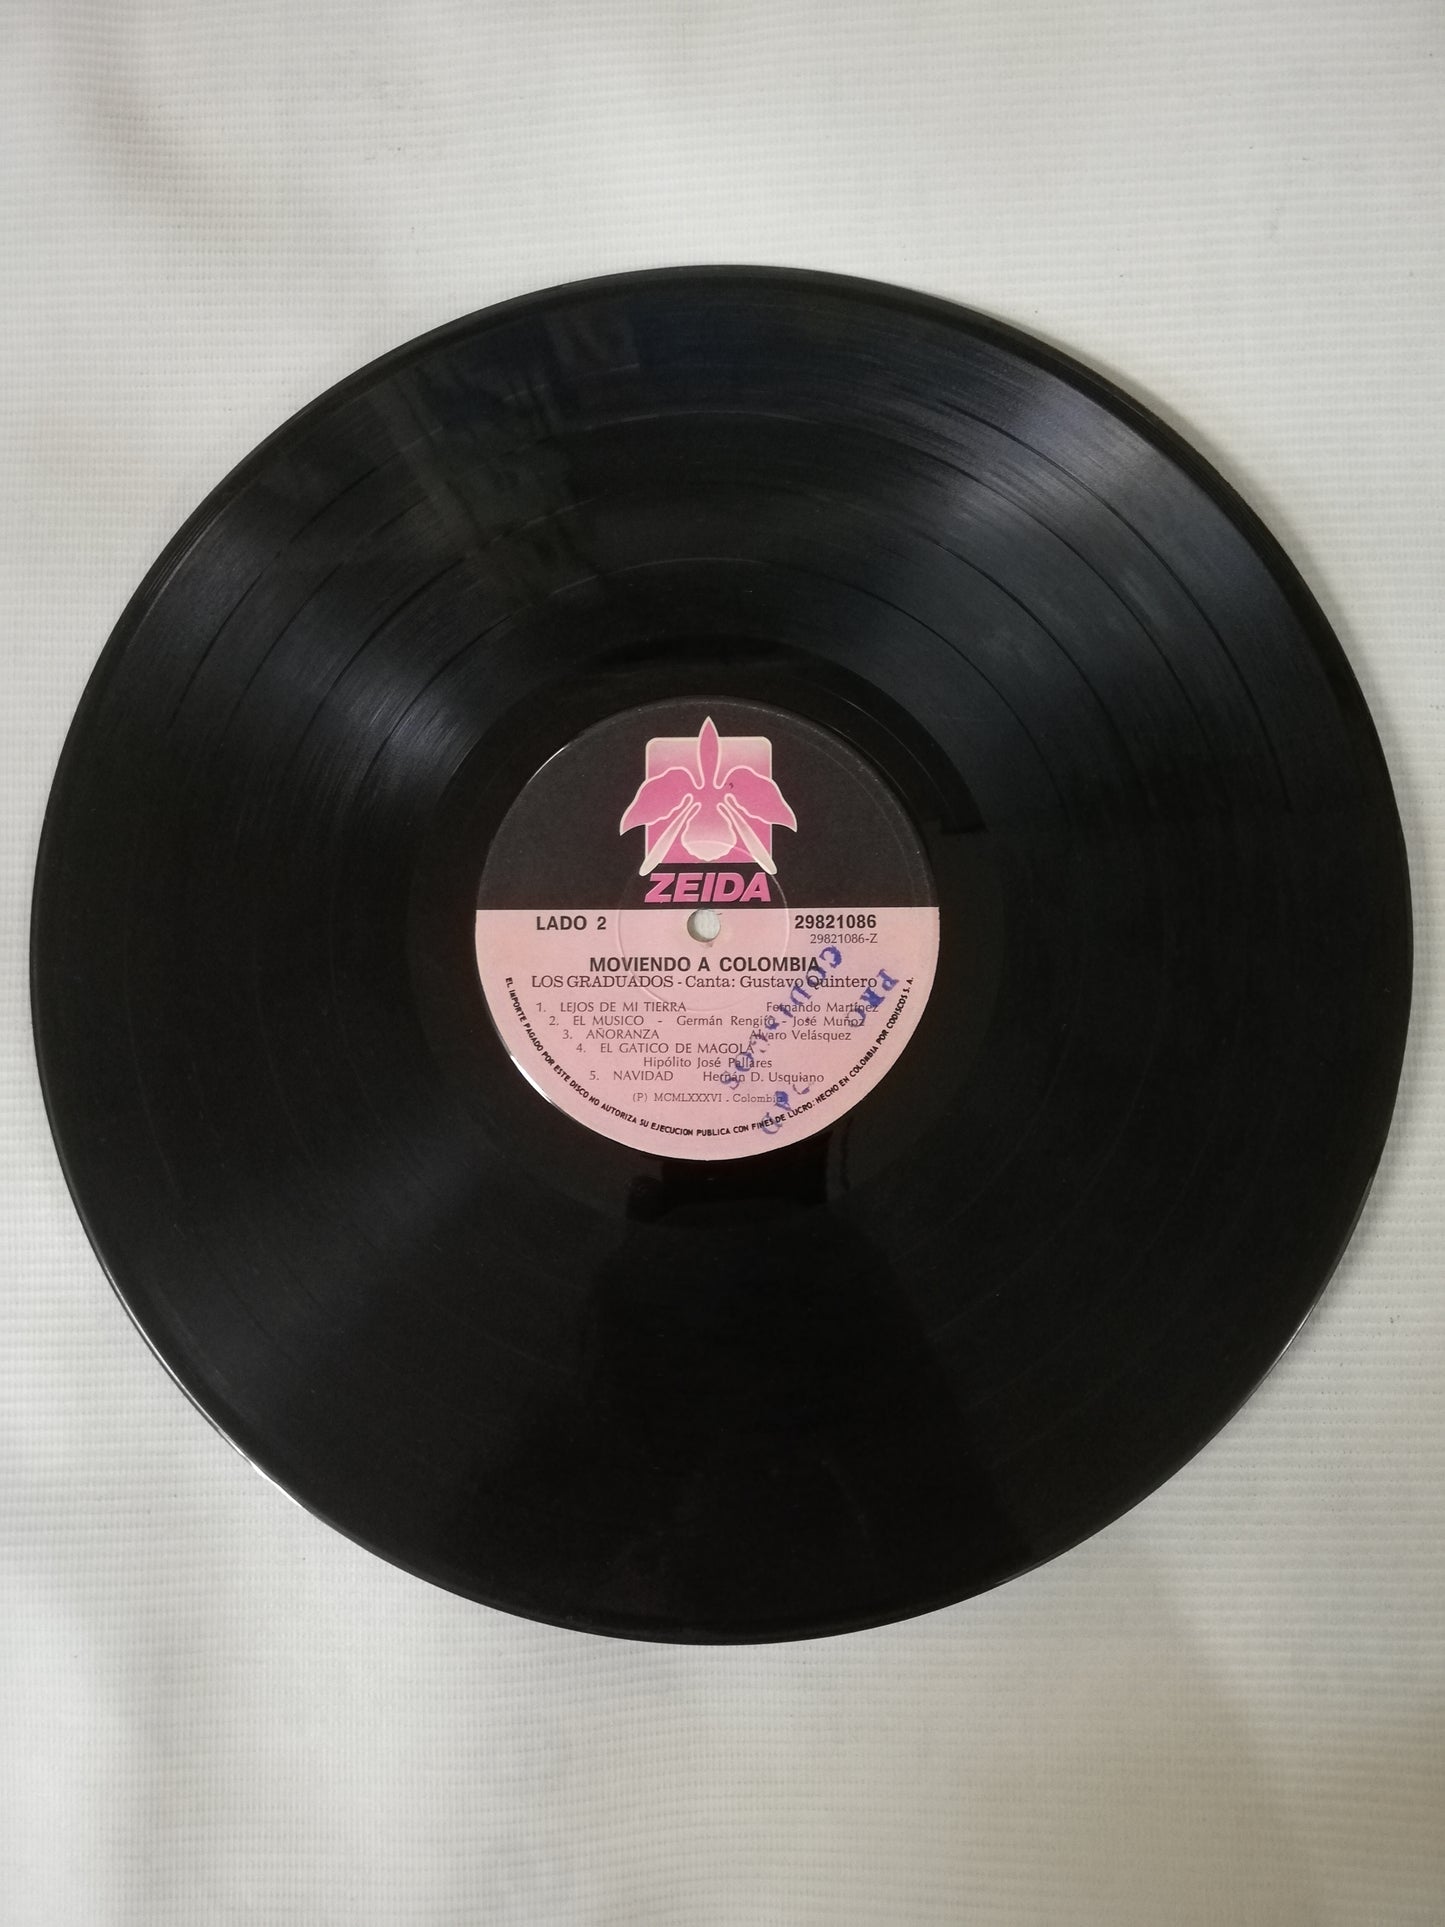 ZEIDA
LADO 2 29821086
29821086-Z
MOVIENDO A COLOMBIA
LOS GRADUADOS - Canta: Gustavo Quintero
1. LEJOS DE MI TIERRA Fernando Martínez
2. EL MUSICO - Germán Rengifo - José Muñoz
3. AÑORANZA Alvaro Velásquez
4. EL GATICO DE MAGOLA
Hipólito José Pallares
5. NAVIDAD Hernán D. Usquiano
(P) MCMLXXXVI . Colombia
EL IMPORTE PAGADO POR ESTE DISCO NO AUTORIZA SU EJECUCION PUBLICA CON FINES DE LUCRO: HECHO EN COLOMBIA POR CODISCOS S. A.
CODISCOS